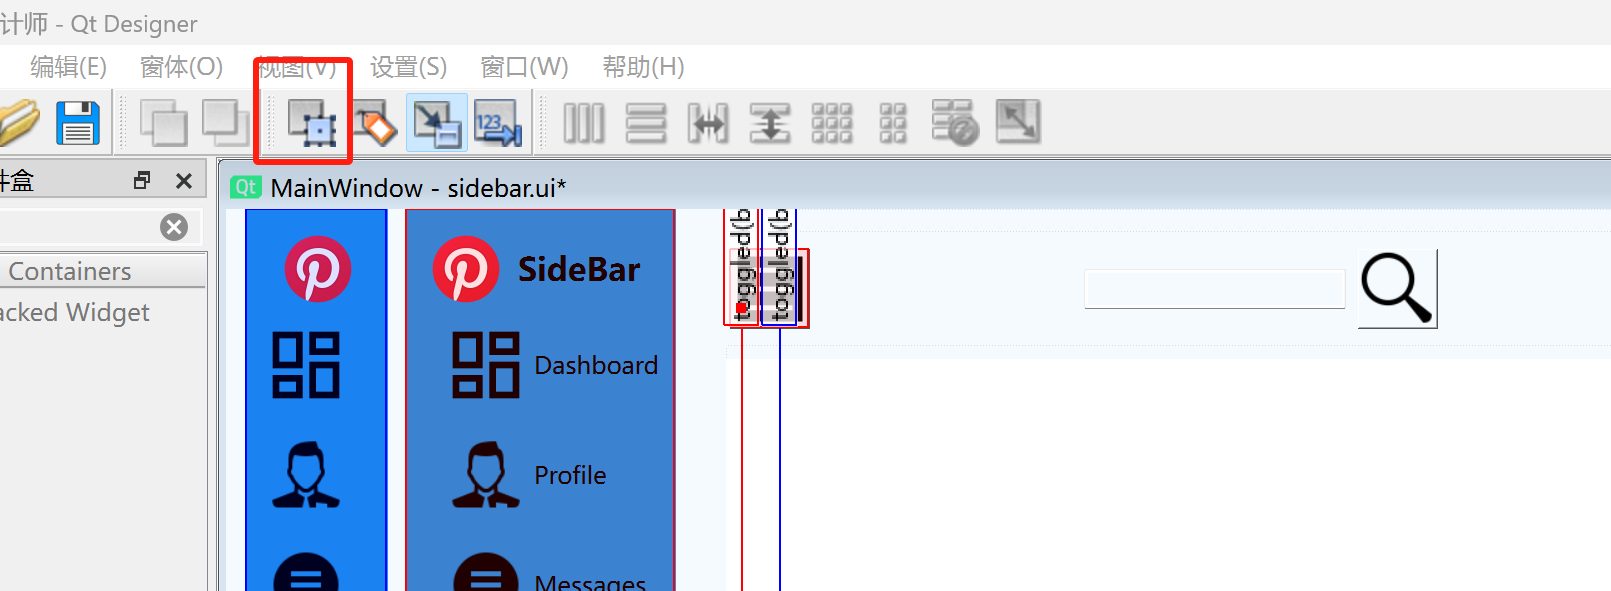 计师 - Qt Designer
编辑(E) 窗体(O) 视图(V) 设置(S) 窗口(W) 帮助(H)
123
件盒
Qt MainWindow - sidebar.ui*
Containers
acked Widget
SideBar
Dashboard
Profile
Messages
toggled(b
toggled(b